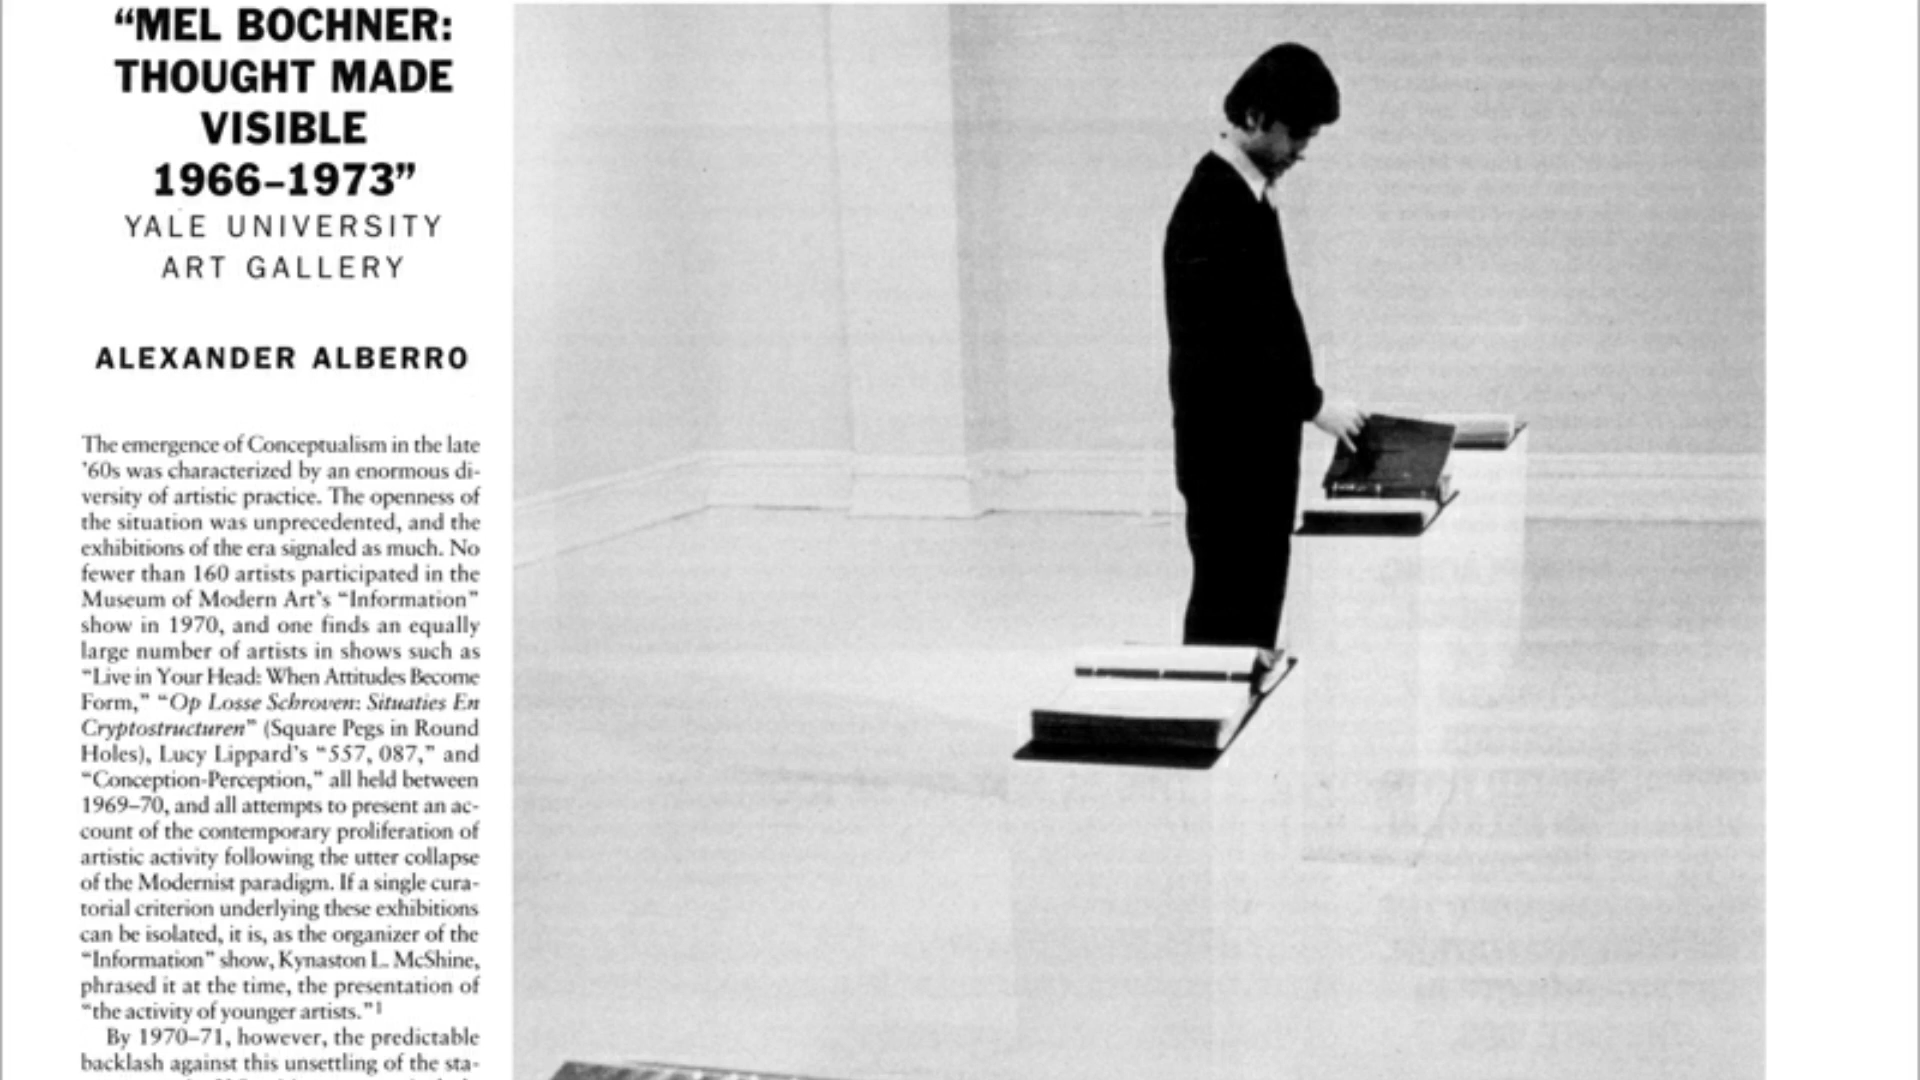 “MEL BOCHNER:
THOUGHT MADE
VISIBLE
1966–1973”
YALE UNIVERSITY
ART GALLERY
ALEXANDER ALBERRO
The emergence of Conceptualism in the late
’60s was characterized by an enormous di-
versity of artistic practice. The openness of
the situation was unprecedented, and the
exhibitions of the era signaled as much. No
fewer than 160 artists participated in the
Museum of Modern Art’s “Information”
show in 1970, and one finds an equally
large number of artists in shows such as
“Live in Your Head: When Attitudes Become
Form,” “Op Losse Schroven: Situaties En
Cryptostructuren” (Square Pegs in Round
Holes), Lucy Lippard’s “557, 087,” and
“Conception-Perception,” all held between
1969–70, and all attempts to present an ac-
count of the contemporary proliferation of
artistic activity following the utter collapse
of the Modernist paradigm. If a single cura-
torial criterion underlying these exhibitions
can be isolated, it is, as the organizer of the
“Information” show, Kynaston L. McShine,
phrased it at the time, the presentation of
“the activity of younger artists.”1
By 1970–71, however, the predictable
backlash against this unsettling of the sta-